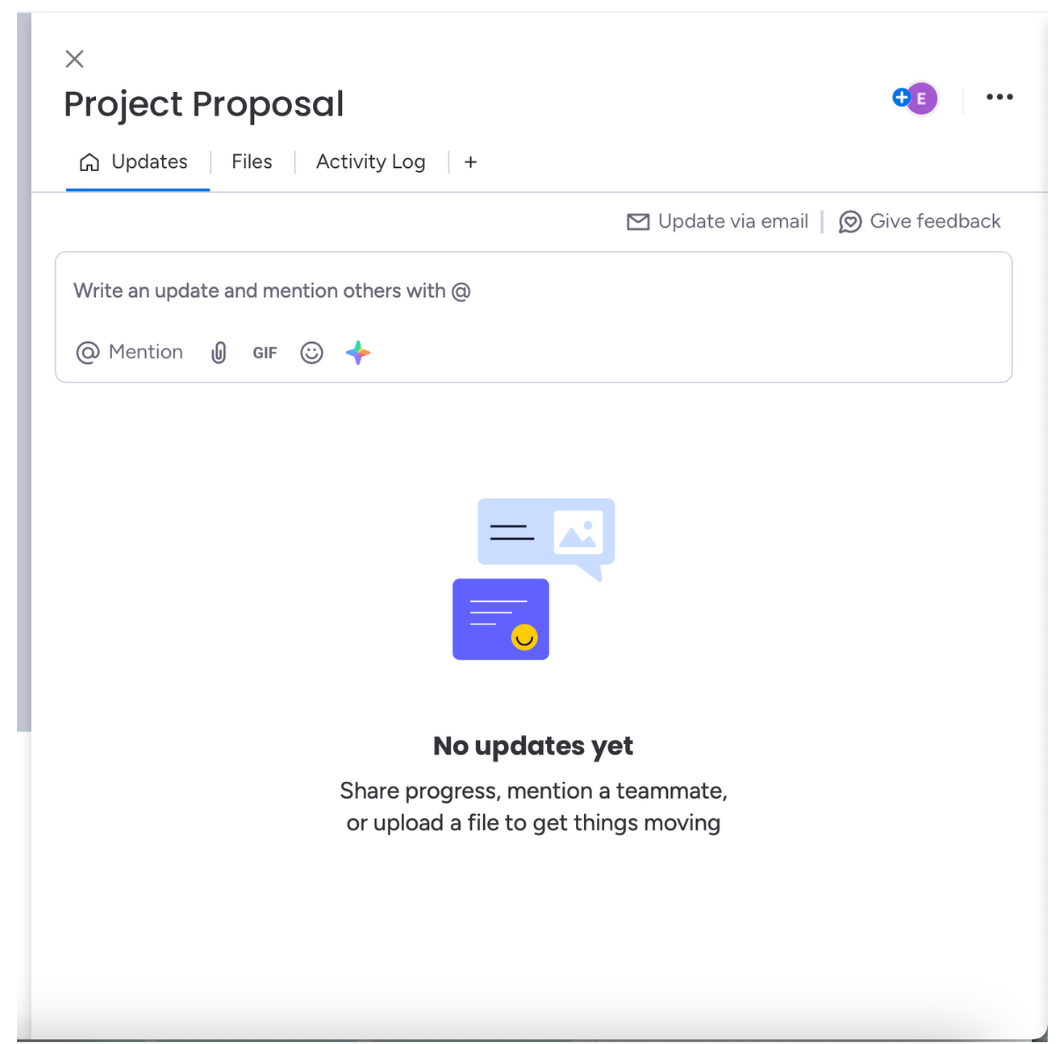 Project Proposal
E
Updates
Files
Activity Log
+
Update via email
Give feedback
Write an update and mention others with @
@ Mention
GIF
No updates yet
Share progress, mention a teammate,
or upload a file to get things moving